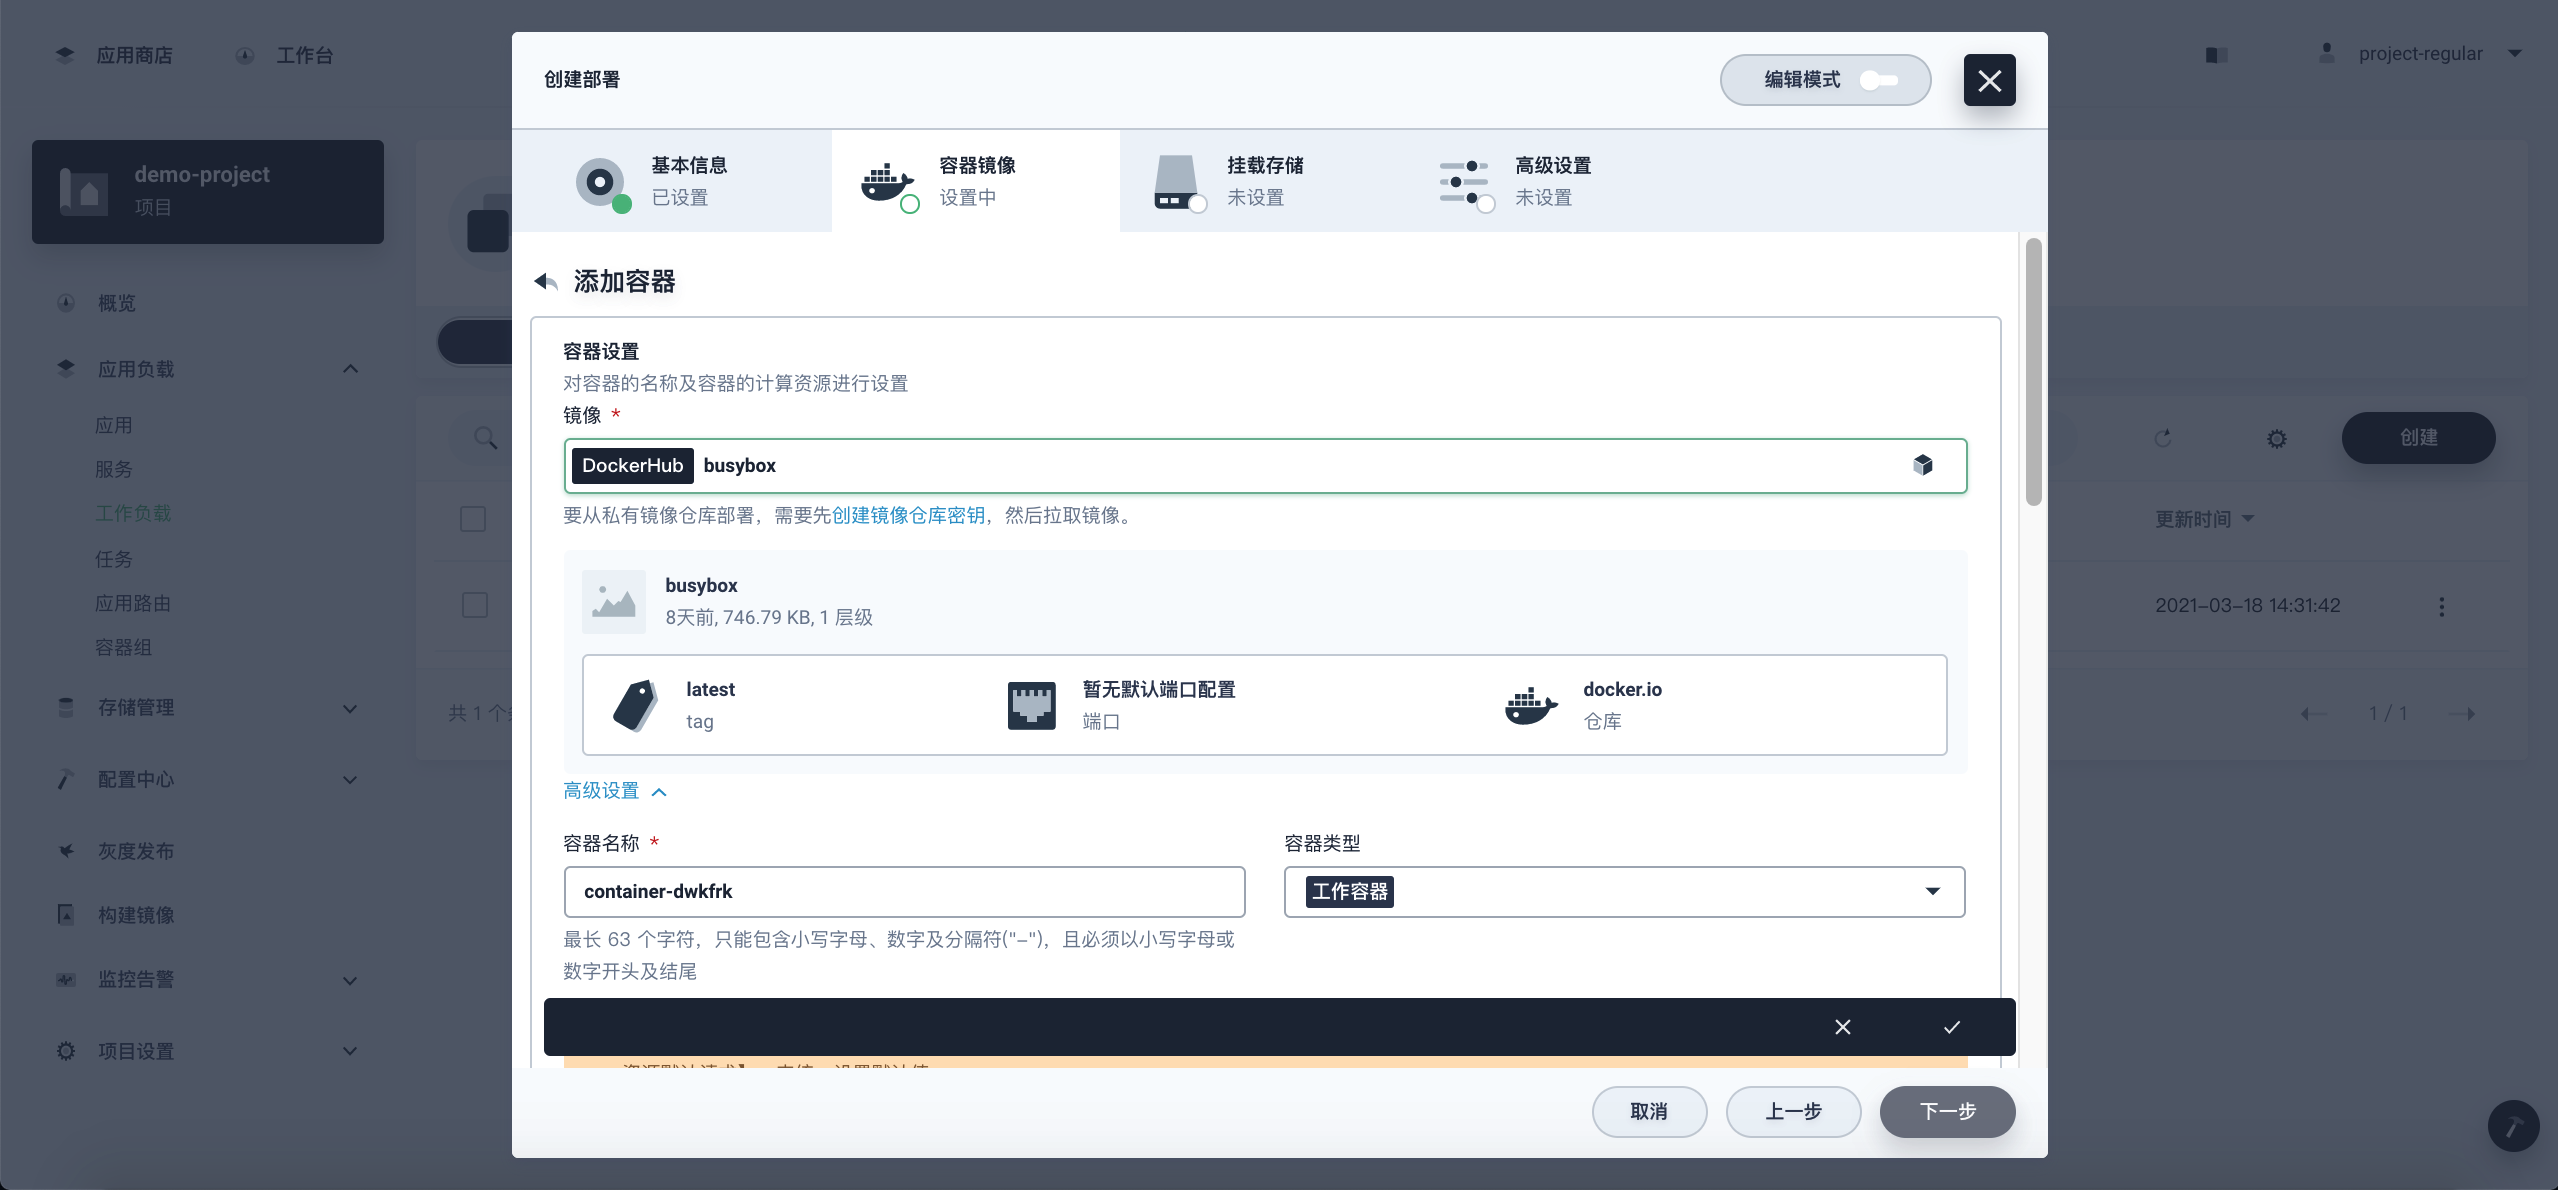 应用商店
工作台
project-regular
demo-project
项目
概览
应用负载
应用
服务
工作负载
任务
应用路由
容器组
存储管理
配置中心
灰度发布
构建镜像
监控告警
项目设置
创建部署
编辑模式
基本信息
已设置
容器镜像
设置中
挂载存储
未设置
高级设置
未设置
添加容器
容器设置
对容器的名称及容器的计算资源进行设置
镜像 *
DockerHub busybox
要从私有镜像仓库部署，需要先创建镜像仓库密钥，然后拉取镜像。
busybox
8天前, 746.79 KB, 1 层级
latest
tag
暂无默认端口配置
端口
docker.io
仓库
高级设置
容器名称 *
container-dwkfrk
最长 63 个字符，只能包含小写字母、数字及分隔符("-")，且必须以小写字母或
数字开头及结尾
容器类型
工作容器
取消
上一步
下一步
创建
更新时间
2021-03-18 14:31:42
共 1 个
1 / 1